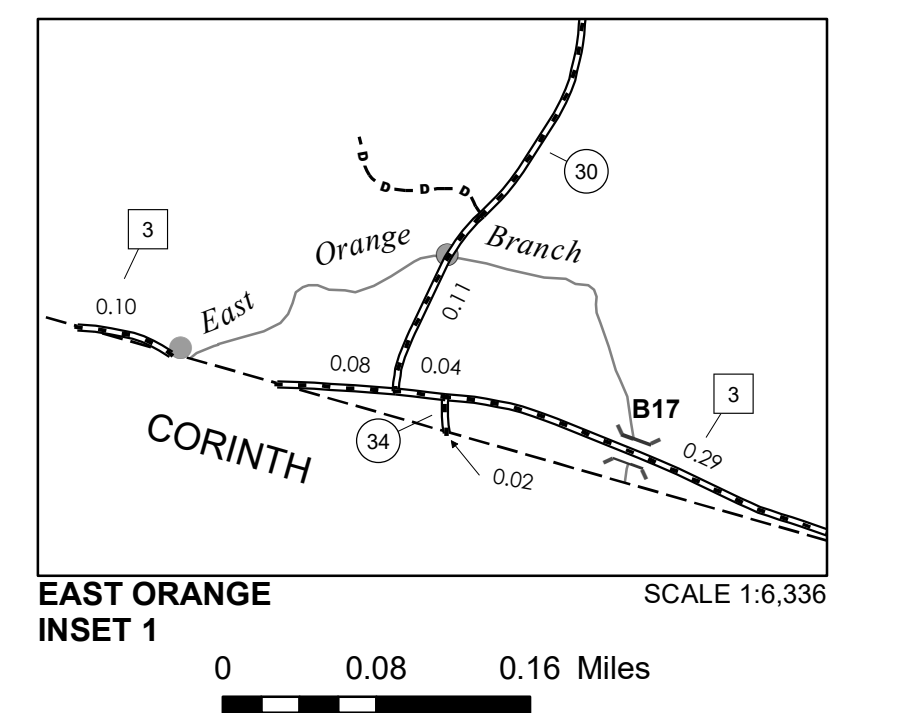 30
3
Orange
Branch
0.10
East
0.11
0.08
0.04
3
B17
34
CORINTH
0.29
0.02
D
D
D
D
EAST ORANGE
INSET 1
SCALE 1:6,336
0 0.08 0.16 Miles